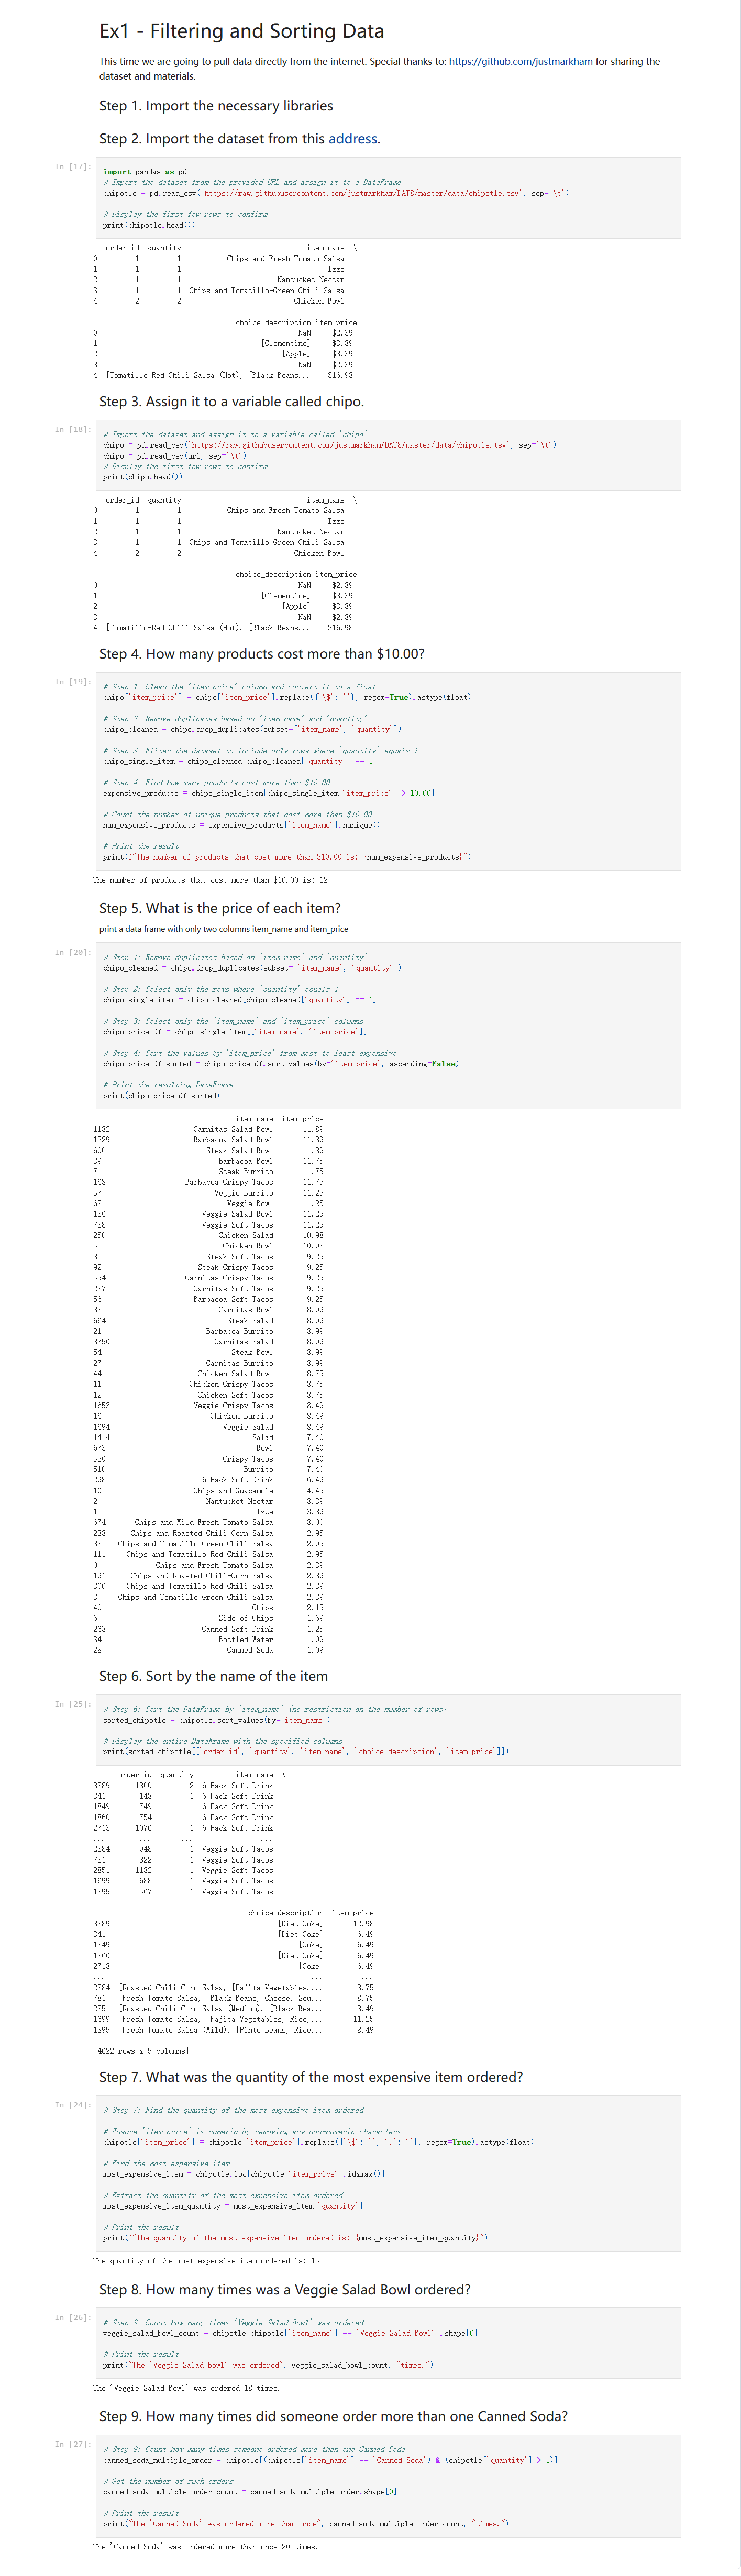 Ex1 - Filtering and Sorting Data
This time we are going to pull data directly from the internet. Special thanks to: https://github.com/justmarkham for sharing the
dataset and materials.
Step 1. Import the necessary libraries
Step 2. Import the dataset from this address.
In [17]:
import pandas as pd
# Import the dataset from the provided URL and assign it to a DataFrame
chipotle = pd.read_csv('https://raw.githubusercontent.com/justmarkham/DAT8/master/data/chipotle.tsv', sep='\t')
# Display the first few rows to confirm
print(chipotle.head())
order_id quantity item_name \
0 1 1 Chips and Fresh Tomato Salsa
1 1 1 Izze
2 1 1 Nantucket Nectar
3 1 1 Chips and Tomatillo-Green Chili Salsa
4 2 2 Chicken Bowl
choice_description item_price
0 NaN $2.39
1 [Clementine] $3.39
2 [Apple] $3.39
3 NaN $2.39
4 [Tomatillo-Red Chili Salsa (Hot), [Black Beans... $16.98
Step 3. Assign it to a variable called chipo.
In [18]:
# Import the dataset and assign it to a variable called 'chipo'
chipo = pd.read_csv('https://raw.githubusercontent.com/justmarkham/DAT8/master/data/chipotle.tsv', sep='\t')
chipo = pd.read_csv(url, sep='\t')
# Display the first few rows to confirm
print(chipo.head())
order_id quantity item_name \
0 1 1 Chips and Fresh Tomato Salsa
1 1 1 Izze
2 1 1 Nantucket Nectar
3 1 1 Chips and Tomatillo-Green Chili Salsa
4 2 2 Chicken Bowl
choice_description item_price
0 NaN $2.39
1 [Clementine] $3.39
2 [Apple] $3.39
3 NaN $2.39
4 [Tomatillo-Red Chili Salsa (Hot), [Black Beans... $16.98
Step 4. How many products cost more than $10.00?
In [19]:
# Step 1: Clean the 'item_price' column and convert it to a float
chipo['item_price'] = chipo['item_price'].replace({'\$': ''}, regex=True).astype(float)
# Step 2: Remove duplicates based on 'item_name' and 'quantity'
chipo_cleaned = chipo.drop_duplicates(subset=['item_name', 'quantity'])
# Step 3: Filter the dataset to include only rows where 'quantity' equals 1
chipo_single_item = chipo_cleaned[chipo_cleaned['quantity'] == 1]
# Step 4: Find how many products cost more than $10.00
expensive_products = chipo_single_item[chipo_single_item['item_price'] > 10.00]
# Count the number of unique products that cost more than $10.00
num_expensive_products = expensive_products['item_name'].nunique()
# Print the result
print(f"The number of products that cost more than $10.00 is: {num_expensive_products}")
The number of products that cost more than $10.00 is: 12
Step 5. What is the price of each item?
print a data frame with only two columns item_name and item_price
In [20]:
# Step 1: Remove duplicates based on 'item_name' and 'quantity'
chipo_cleaned = chipo.drop_duplicates(subset=['item_name', 'quantity'])
# Step 2: Select only the rows where 'quantity' equals 1
chipo_single_item = chipo_cleaned[chipo_cleaned['quantity'] == 1]
# Step 3: Select only the 'item_name' and 'item_price' columns
chipo_price_df = chipo_single_item[['item_name', 'item_price']]
# Step 4: Sort the values by 'item_price' from most to least expensive
chipo_price_df_sorted = chipo_price_df.sort_values(by='item_price', ascending=False)
# Print the resulting DataFrame
print(chipo_price_df_sorted)
item_name item_price
1132 Carnitas Salad Bowl 11.89
1229 Barbacoa Salad Bowl 11.89
606 Steak Salad Bowl 11.89
39 Barbacoa Bowl 11.75
7 Steak Burrito 11.75
168 Barbacoa Crispy Tacos 11.75
57 Veggie Burrito 11.25
62 Veggie Bowl 11.25
186 Veggie Salad Bowl 11.25
738 Veggie Soft Tacos 11.25
250 Chicken Salad 10.98
5 Chicken Bowl 10.98
8 Steak Soft Tacos 9.25
92 Steak Crispy Tacos 9.25
554 Carnitas Crispy Tacos 9.25
237 Carnitas Soft Tacos 9.25
56 Barbacoa Soft Tacos 9.25
33 Carnitas Bowl 8.99
664 Steak Salad 8.99
21 Barbacoa Burrito 8.99
3750 Carnitas Salad 8.99
54 Steak Bowl 8.99
27 Carnitas Burrito 8.99
44 Chicken Salad Bowl 8.75
11 Chicken Crispy Tacos 8.75
12 Chicken Soft Tacos 8.75
1653 Veggie Crispy Tacos 8.49
16 Chicken Burrito 8.49
1694 Veggie Salad 8.49
1414 Salad 7.40
673 Bowl 7.40
520 Crispy Tacos 7.40
510 Burrito 7.40
298 6 Pack Soft Drink 6.49
10 Chips and Guacamole 4.45
2 Nantucket Nectar 3.39
1 Izze 3.39
674 Chips and Mild Fresh Tomato Salsa 3.00
233 Chips and Roasted Chili Corn Salsa 2.95
38 Chips and Tomatillo Green Chili Salsa 2.95
111 Chips and Tomatillo Red Chili Salsa 2.95
0 Chips and Fresh Tomato Salsa 2.39
191 Chips and Roasted Chili-Corn Salsa 2.39
300 Chips and Tomatillo-Red Chili Salsa 2.39
3 Chips and Tomatillo-Green Chili Salsa 2.39
40 Chips 2.15
6 Side of Chips 1.69
263 Canned Soft Drink 1.25
34 Bottled Water 1.09
28 Canned Soda 1.09
Step 6. Sort by the name of the item
In [25]:
# Step 6: Sort the DataFrame by 'item_name' (no restriction on the number of rows)
sorted_chipotle = chipotle.sort_values(by='item_name')
# Display the entire DataFrame with the specified columns
print(sorted_chipotle[['order_id', 'quantity', 'item_name', 'choice_description', 'item_price']])
order_id quantity item_name \
3389 1360 2 6 Pack Soft Drink
341 148 1 6 Pack Soft Drink
1849 749 1 6 Pack Soft Drink
1860 754 1 6 Pack Soft Drink
2713 1076 1 6 Pack Soft Drink
... ... ... ...
2384 948 1 Veggie Soft Tacos
781 322 1 Veggie Soft Tacos
2851 1132 1 Veggie Soft Tacos
1699 688 1 Veggie Soft Tacos
1395 567 1 Veggie Soft Tacos
choice_description item_price
3389 [Diet Coke] 12.98
341 [Diet Coke] 6.49
1849 [Coke] 6.49
1860 [Diet Coke] 6.49
2713 [Coke] 6.49
... ... ...
2384 [Roasted Chili Corn Salsa, [Fajita Vegetables,... 8.75
781 [Fresh Tomato Salsa, [Black Beans, Cheese, Sou... 8.75
2851 [Roasted Chili Corn Salsa (Medium), [Black Bea... 8.49
1699 [Fresh Tomato Salsa, [Fajita Vegetables, Rice,... 11.25
1395 [Fresh Tomato Salsa (Mild), [Pinto Beans, Rice... 8.49
[4622 rows x 5 columns]
Step 7. What was the quantity of the most expensive item ordered?
In [24]:
# Step 7: Find the quantity of the most expensive item ordered
# Ensure 'item_price' is numeric by removing any non-numeric characters
chipotle['item_price'] = chipotle['item_price'].replace({'\$': '', ',': ''}, regex=True).astype(float)
# Find the most expensive item
most_expensive_item = chipotle.loc[chipotle['item_price'].idxmax()]
# Extract the quantity of the most expensive item ordered
most_expensive_item_quantity = most_expensive_item['quantity']
# Print the result
print(f"The quantity of the most expensive item ordered is: {most_expensive_item_quantity}")
The quantity of the most expensive item ordered is: 15
Step 8. How many times was a Veggie Salad Bowl ordered?
In [26]:
# Step 8: Count how many times 'Veggie Salad Bowl' was ordered
veggie_salad_bowl_count = chipotle[chipotle['item_name'] == 'Veggie Salad Bowl'].shape[0]
# Print the result
print("The 'Veggie Salad Bowl' was ordered", veggie_salad_bowl_count, "times.")
The 'Veggie Salad Bowl' was ordered 18 times.
Step 9. How many times did someone order more than one Canned Soda?
In [27]:
# Step 9: Count how many times someone ordered more than one Canned Soda
canned_soda_multiple_order = chipotle[(chipotle['item_name'] == 'Canned Soda') & (chipotle['quantity'] > 1)]
# Get the number of such orders
canned_soda_multiple_order_count = canned_soda_multiple_order.shape[0]
# Print the result
print("The 'Canned Soda' was ordered more than once", canned_soda_multiple_order_count, "times.")
The 'Canned Soda' was ordered more than once 20 times.